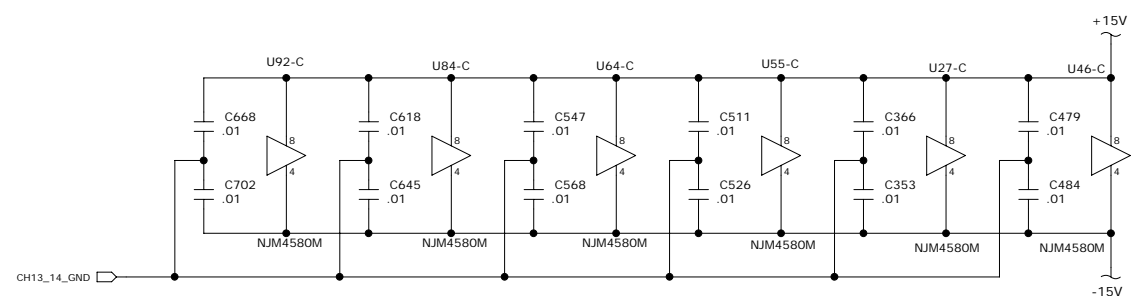 +15V
U92-C
U84-C
U64-C
U55-C
U27-C
U46-C
C668
.01
8
4
C702
.01
C618
.01
8
4
C645
.01
C547
.01
8
4
C568
.01
C511
.01
8
4
C526
.01
C366
.01
8
4
C353
.01
C479
.01
8
4
C484
.01
NJM4580M
NJM4580M
NJM4580M
NJM4580M
NJM4580M
NJM4580M
CH13_14_GND
-15V